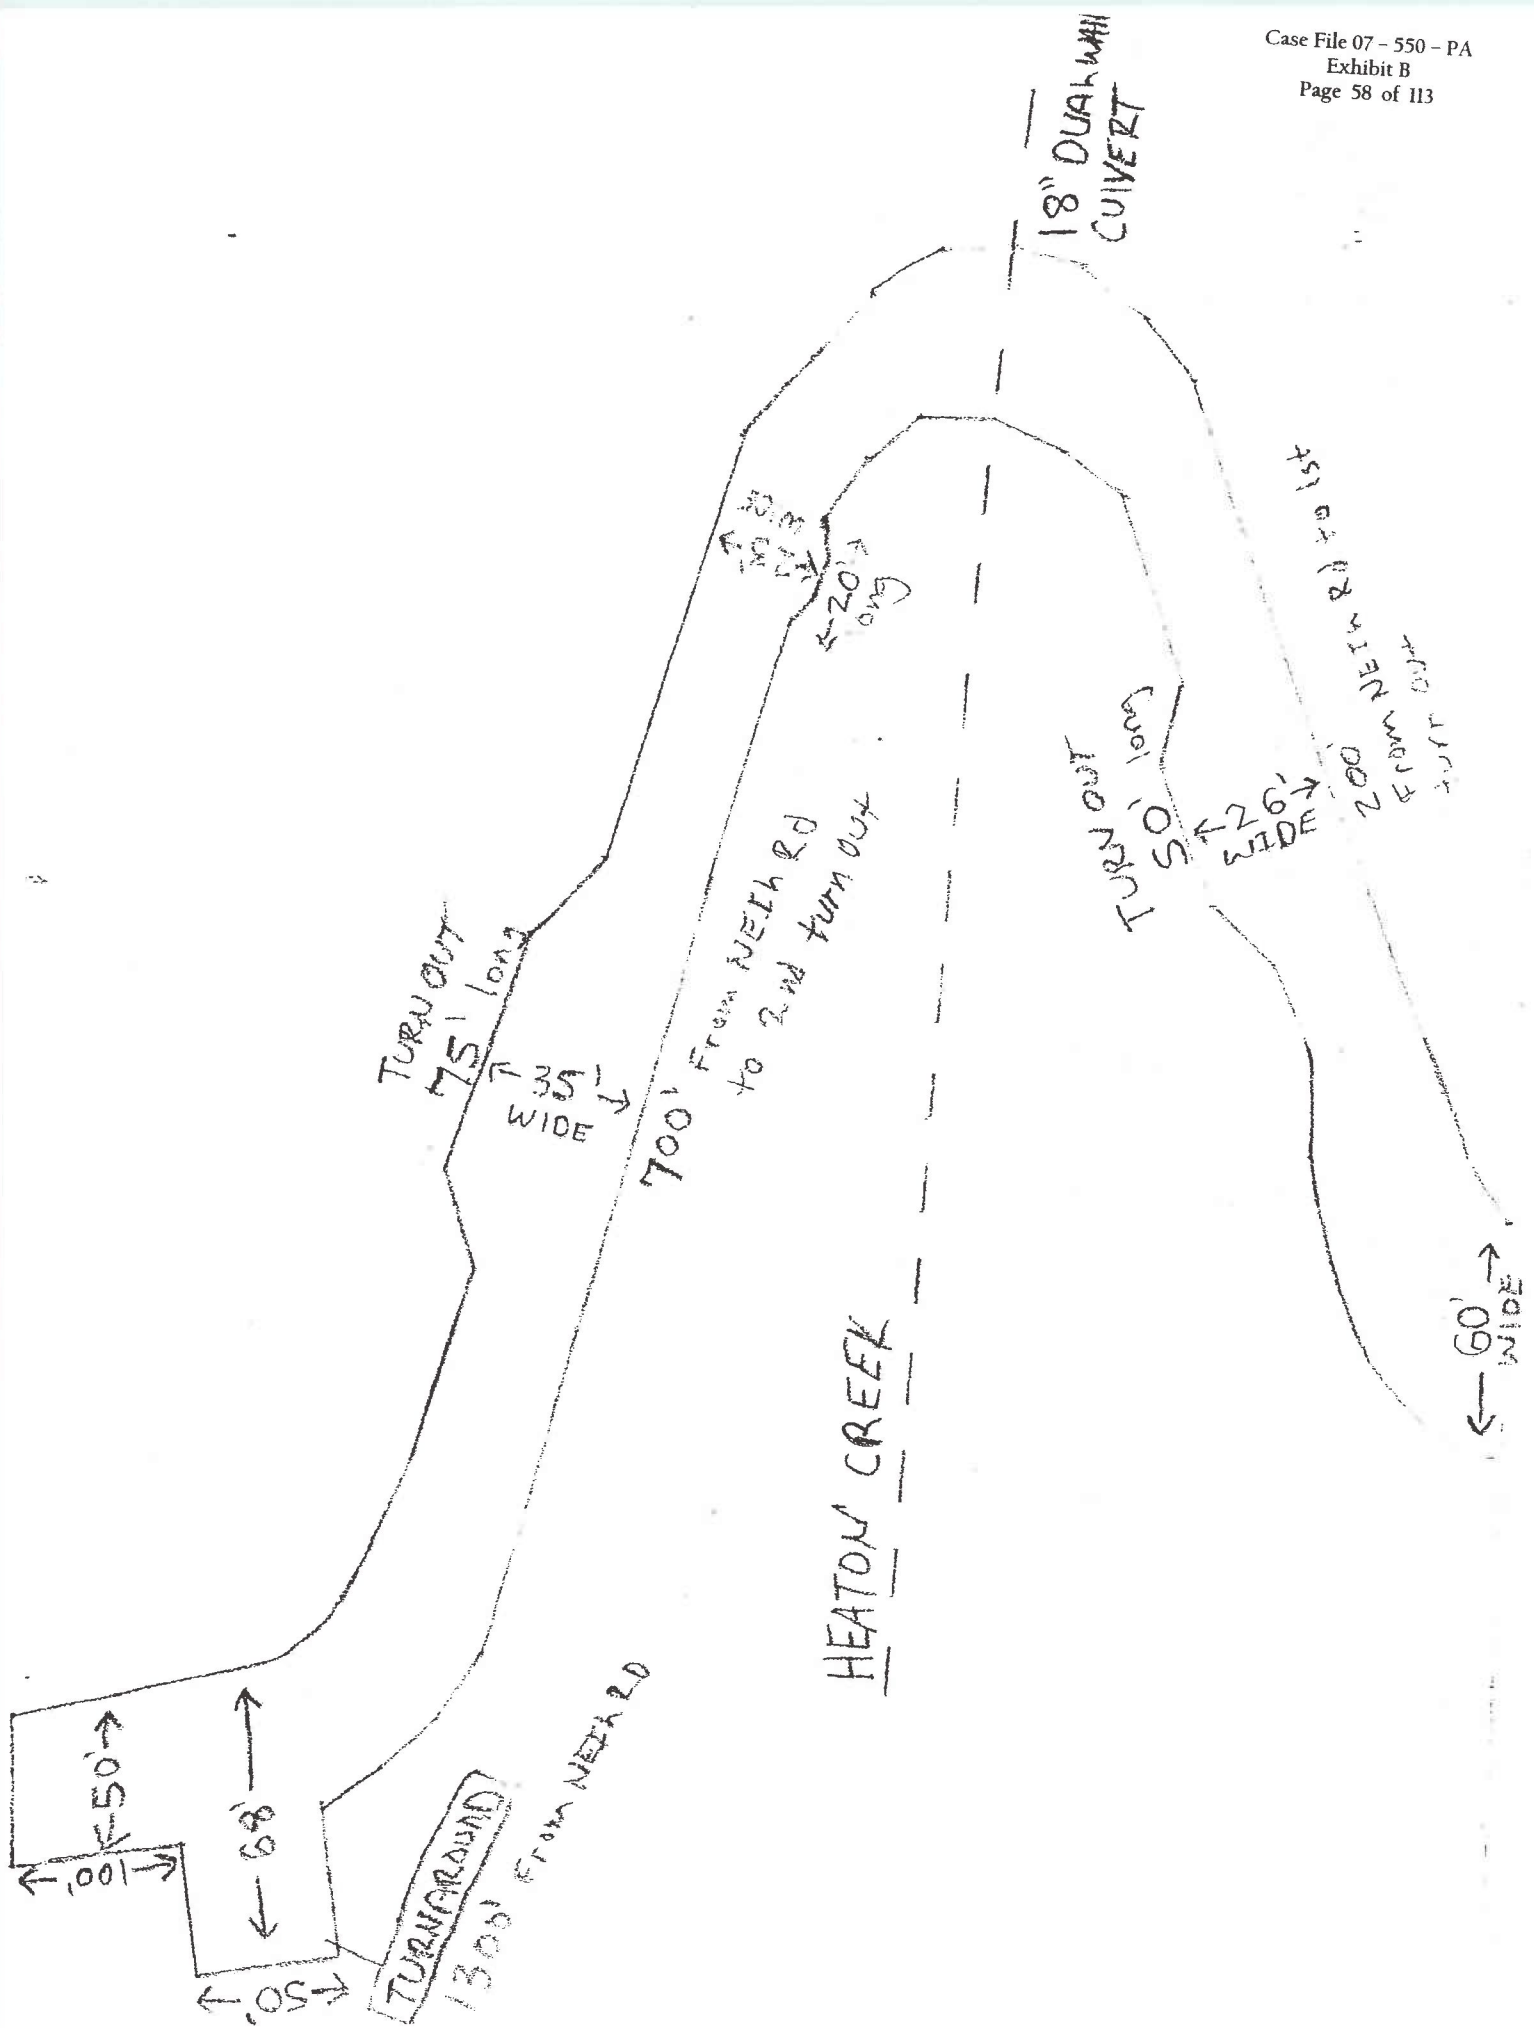 Case File 07 – 550 – PA
Exhibit B
Page 58 of 113
18" DUAL WALL
CULVERT
20'
long
TURN OUT
75' long
35'
WIDE
700' From NEIL Rd
to 2nd turn out
TURN OUT
50' long
26'
WIDE
200'
From NEIL Rd to 1st
turn out
60'
WIDE
HEATON CREEK
50'
100'
68'
50'
TURNAROUND
1300' From NEIL RD